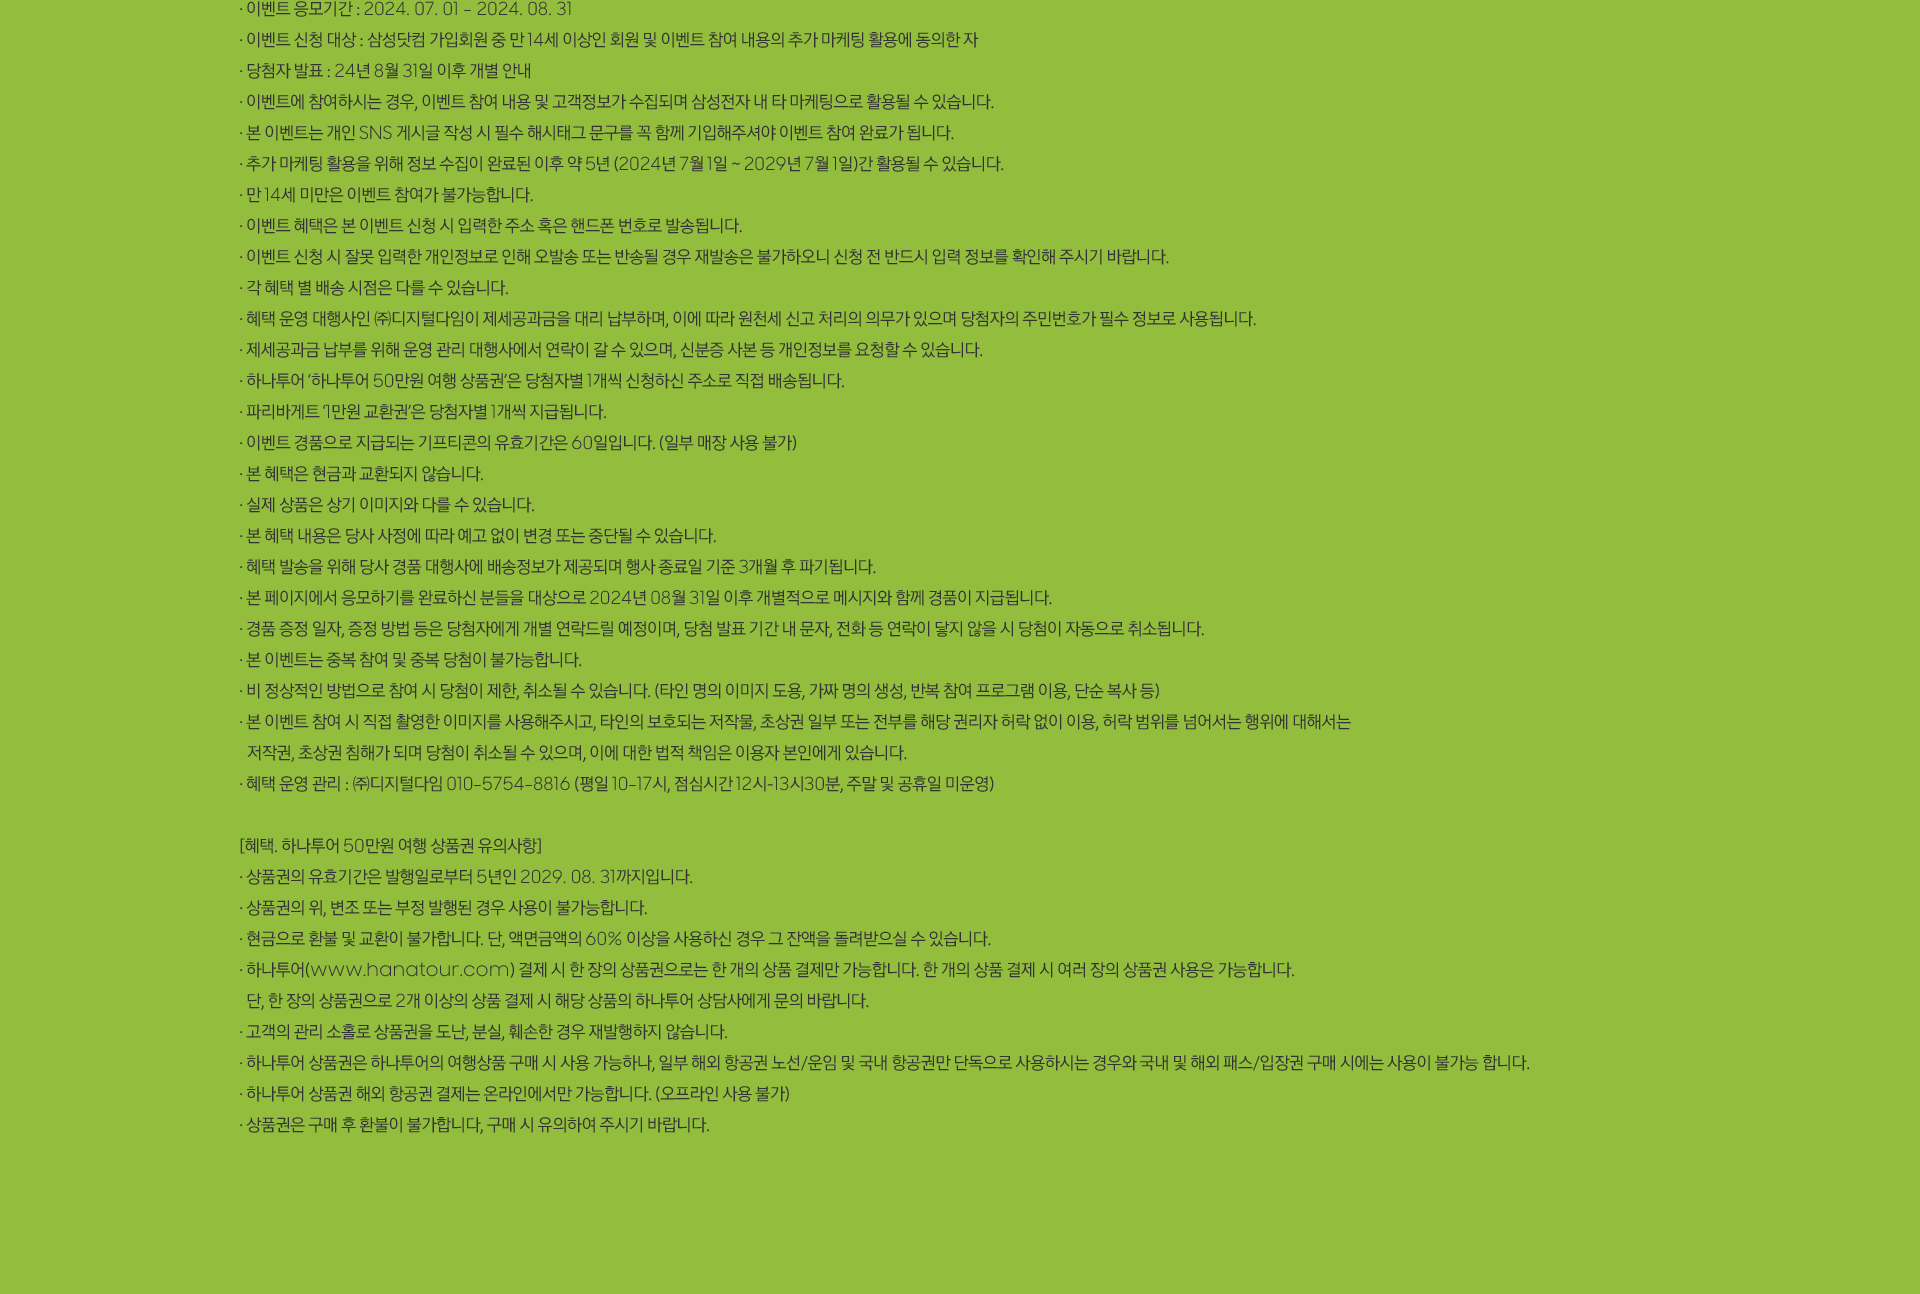 · 이벤트 응모기간 : 2024. 07. 01 - 2024. 08. 31
· 이벤트 신청 대상 : 삼성닷컴 가입회원 중 만 14세 이상인 회원 및 이벤트 참여 내용의 추가 마케팅 활용에 동의한 자
· 당첨자 발표 : 24년 8월 31일 이후 개별 안내
· 이벤트에 참여하시는 경우, 이벤트 참여 내용 및 고객정보가 수집되며 삼성전자 내 타 마케팅으로 활용될 수 있습니다.
· 본 이벤트는 개인 SNS 게시글 작성 시 필수 해시태그 문구를 꼭 함께 기입해주셔야 이벤트 참여 완료가 됩니다.
· 추가 마케팅 활용을 위해 정보 수집이 완료된 이후 약 5년 (2024년 7월 1일 ~ 2029년 7월 1일)간 활용될 수 있습니다.
· 만 14세 미만은 이벤트 참여가 불가능합니다.
· 이벤트 혜택은 본 이벤트 신청 시 입력한 주소 혹은 핸드폰 번호로 발송됩니다.
· 이벤트 신청 시 잘못 입력한 개인정보로 인해 오발송 또는 반송될 경우 재발송은 불가하오니 신청 전 반드시 입력 정보를 확인해 주시기 바랍니다.
· 각 혜택 별 배송 시점은 다를 수 있습니다.
· 혜택 운영 대행사인 ㈜디지털다임이 제세공과금을 대리 납부하며, 이에 따라 원천세 신고 처리의 의무가 있으며 당첨자의 주민번호가 필수 정보로 사용됩니다.
· 제세공과금 납부를 위해 운영 관리 대행사에서 연락이 갈 수 있으며, 신분증 사본 등 개인정보를 요청할 수 있습니다.
· 하나투어 ‘하나투어 50만원 여행 상품권’은 당첨자별 1개씩 신청하신 주소로 직접 배송됩니다.
· 파리바게트 ‘1만원 교환권’은 당첨자별 1개씩 지급됩니다.
· 이벤트 경품으로 지급되는 기프티콘의 유효기간은 60일입니다. (일부 매장 사용 불가)
· 본 혜택은 현금과 교환되지 않습니다.
· 실제 상품은 상기 이미지와 다를 수 있습니다.
· 본 혜택 내용은 당사 사정에 따라 예고 없이 변경 또는 중단될 수 있습니다.
· 혜택 발송을 위해 당사 경품 대행사에 배송정보가 제공되며 행사 종료일 기준 3개월 후 파기됩니다.
· 본 페이지에서 응모하기를 완료하신 분들을 대상으로 2024년 08월 31일 이후 개별적으로 메시지와 함께 경품이 지급됩니다.
· 경품 증정 일자, 증정 방법 등은 당첨자에게 개별 연락드릴 예정이며, 당첨 발표 기간 내 문자, 전화 등 연락이 닿지 않을 시 당첨이 자동으로 취소됩니다.
· 본 이벤트는 중복 참여 및 중복 당첨이 불가능합니다.
· 비 정상적인 방법으로 참여 시 당첨이 제한, 취소될 수 있습니다. (타인 명의 이미지 도용, 가짜 명의 생성, 반복 참여 프로그램 이용, 단순 복사 등)
· 본 이벤트 참여 시 직접 촬영한 이미지를 사용해주시고, 타인의 보호되는 저작물, 초상권 일부 또는 전부를 해당 권리자 허락 없이 이용, 허락 범위를 넘어서는 행위에 대해서는
저작권, 초상권 침해가 되며 당첨이 취소될 수 있으며, 이에 대한 법적 책임은 이용자 본인에게 있습니다.
· 혜택 운영 관리 : ㈜디지털다임 010-5754-8816 (평일 10-17시, 점심시간 12시-13시30분, 주말 및 공휴일 미운영)
[혜택. 하나투어 50만원 여행 상품권 유의사항]
· 상품권의 유효기간은 발행일로부터 5년인 2029. 08. 31까지입니다.
· 상품권의 위, 변조 또는 부정 발행된 경우 사용이 불가능합니다.
· 현금으로 환불 및 교환이 불가합니다. 단, 액면금액의 60% 이상을 사용하신 경우 그 잔액을 돌려받으실 수 있습니다.
· 하나투어(www.hanatour.com) 결제 시 한 장의 상품권으로는 한 개의 상품 결제만 가능합니다. 한 개의 상품 결제 시 여러 장의 상품권 사용은 가능합니다.
단, 한 장의 상품권으로 2개 이상의 상품 결제 시 해당 상품의 하나투어 상담사에게 문의 바랍니다.
· 고객의 관리 소홀로 상품권을 도난, 분실, 훼손한 경우 재발행하지 않습니다.
· 하나투어 상품권은 하나투어의 여행상품 구매 시 사용 가능하나, 일부 해외 항공권 노선/운임 및 국내 항공권만 단독으로 사용하시는 경우와 국내 및 해외 패스/입장권 구매 시에는 사용이 불가능 합니다.
· 하나투어 상품권 해외 항공권 결제는 온라인에서만 가능합니다. (오프라인 사용 불가)
· 상품권은 구매 후 환불이 불가합니다, 구매 시 유의하여 주시기 바랍니다.